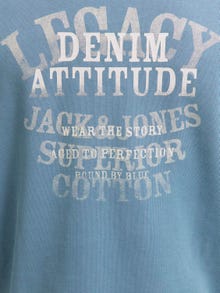 LEGACY
DENIM
ATTITUDE
JACK & JONES
WEAR THE STORY
SUPERIOR
AGED TO PERFECTION
BOUND BY BLUE
COTTON